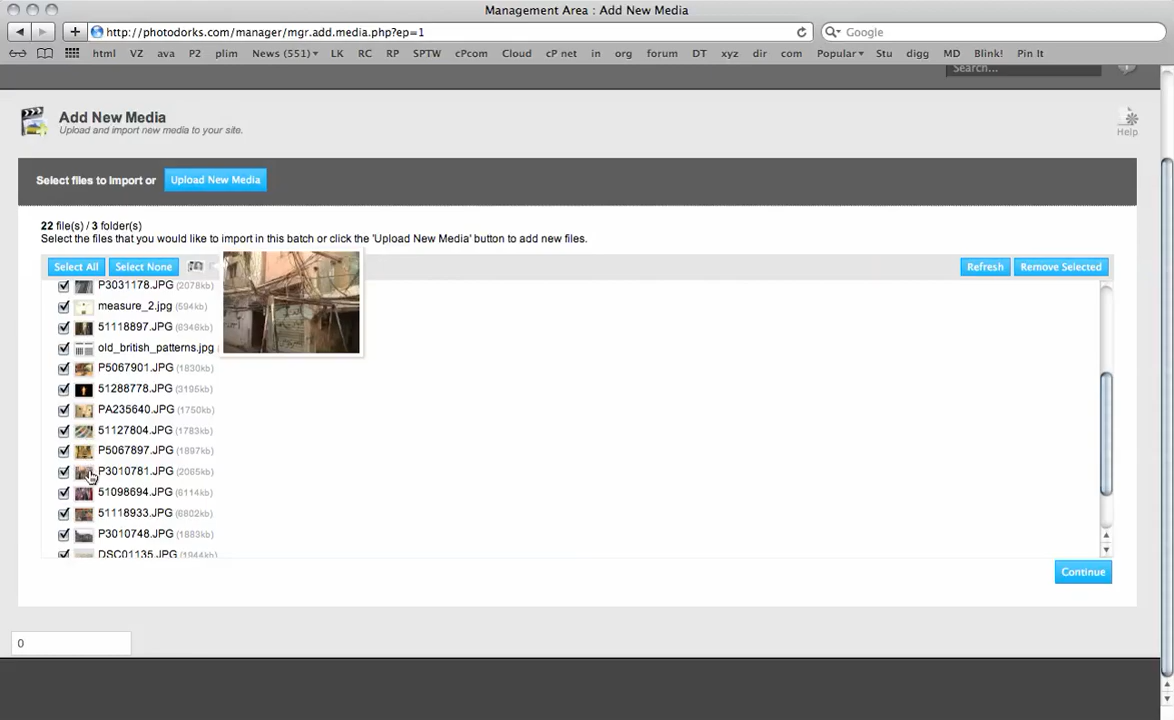 Management Area : Add New Media
http://photodorks.com/manager/mgr.add.media.php?ep=1
Google
html VZ ava P2 plim News (551) LK RC RP SPTW cPcom Cloud cP net in org forum DT xyz dir com Popular Stu digg MD Blink! Pin It
Search...
Add New Media
Upload and import new media to your site.
Help
Select files to import or Upload New Media
22 file(s) / 3 folder(s)
Select the files that you would like to import in this batch or click the 'Upload New Media' button to add new files.
Select All Select None Refresh Remove Selected
P3031178.JPG (2078kb)
measure_2.jpg (594kb)
51118897.JPG (6346kb)
old_british_patterns.jpg
P5067901.JPG (1830kb)
51288778.JPG (3195kb)
PA235640.JPG (1750kb)
51127804.JPG (1783kb)
P5067897.JPG (1897kb)
P3010781.JPG (2065kb)
51098694.JPG (6114kb)
51118933.JPG (6802kb)
P3010748.JPG (1883kb)
DSC01135.JPG (1944kb)
Continue
0